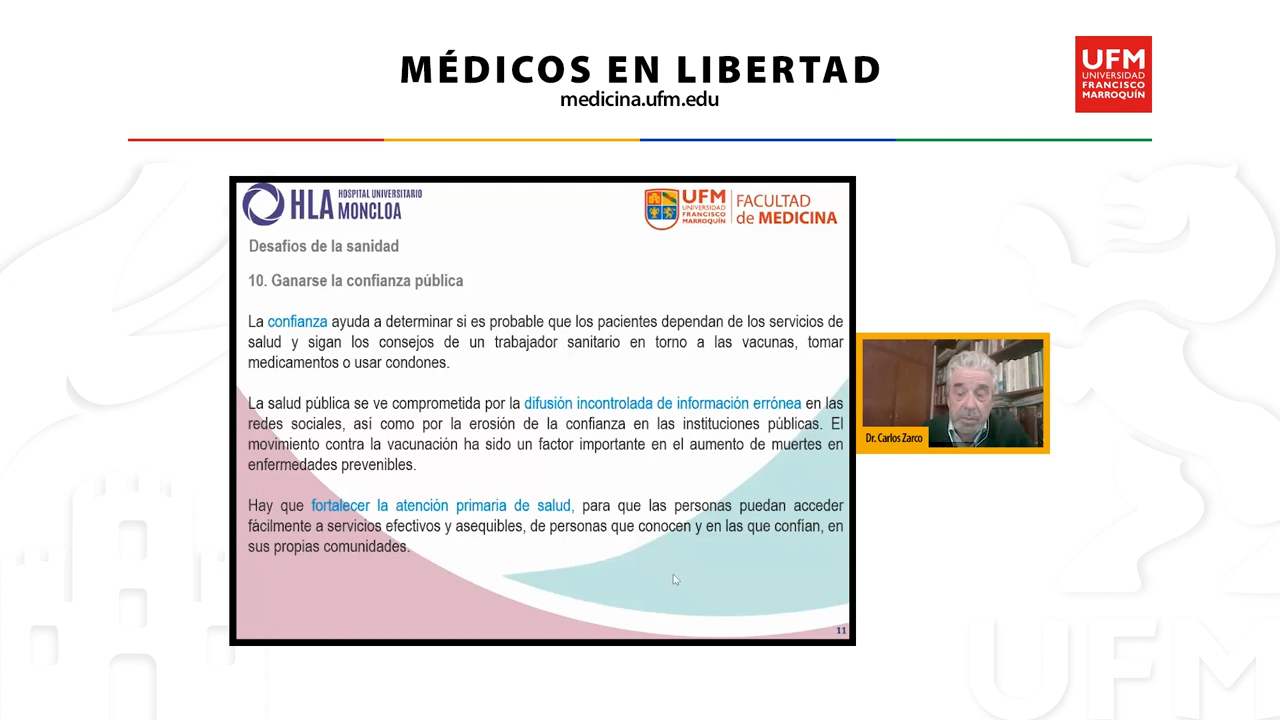 MÉDICOS EN LIBERTAD
medicina.ufm.edu
UFM
UNIVERSIDAD
FRANCISCO
MARROQUÍN
HLA HOSPITAL UNIVERSITARIO
MONCLOA
UFM
UNIVERSIDAD
FRANCISCO
MARROQUÍN
FACULTAD
de MEDICINA
Desafíos de la sanidad
10. Ganarse la confianza pública
La confianza ayuda a determinar si es probable que los pacientes dependan de los servicios de
salud y sigan los consejos de un trabajador sanitario en torno a las vacunas, tomar
medicamentos o usar condones.
La salud pública se ve comprometida por la difusión incontrolada de información errónea en las
redes sociales, así como por la erosión de la confianza en las instituciones públicas. El
movimiento contra la vacunación ha sido un factor importante en el aumento de muertes en
enfermedades prevenibles.
Hay que fortalecer la atención primaria de salud, para que las personas puedan acceder
fácilmente a servicios efectivos y asequibles, de personas que conocen y en las que confían, en
sus propias comunidades.
11
Dr. Carlos Zarco
UFM